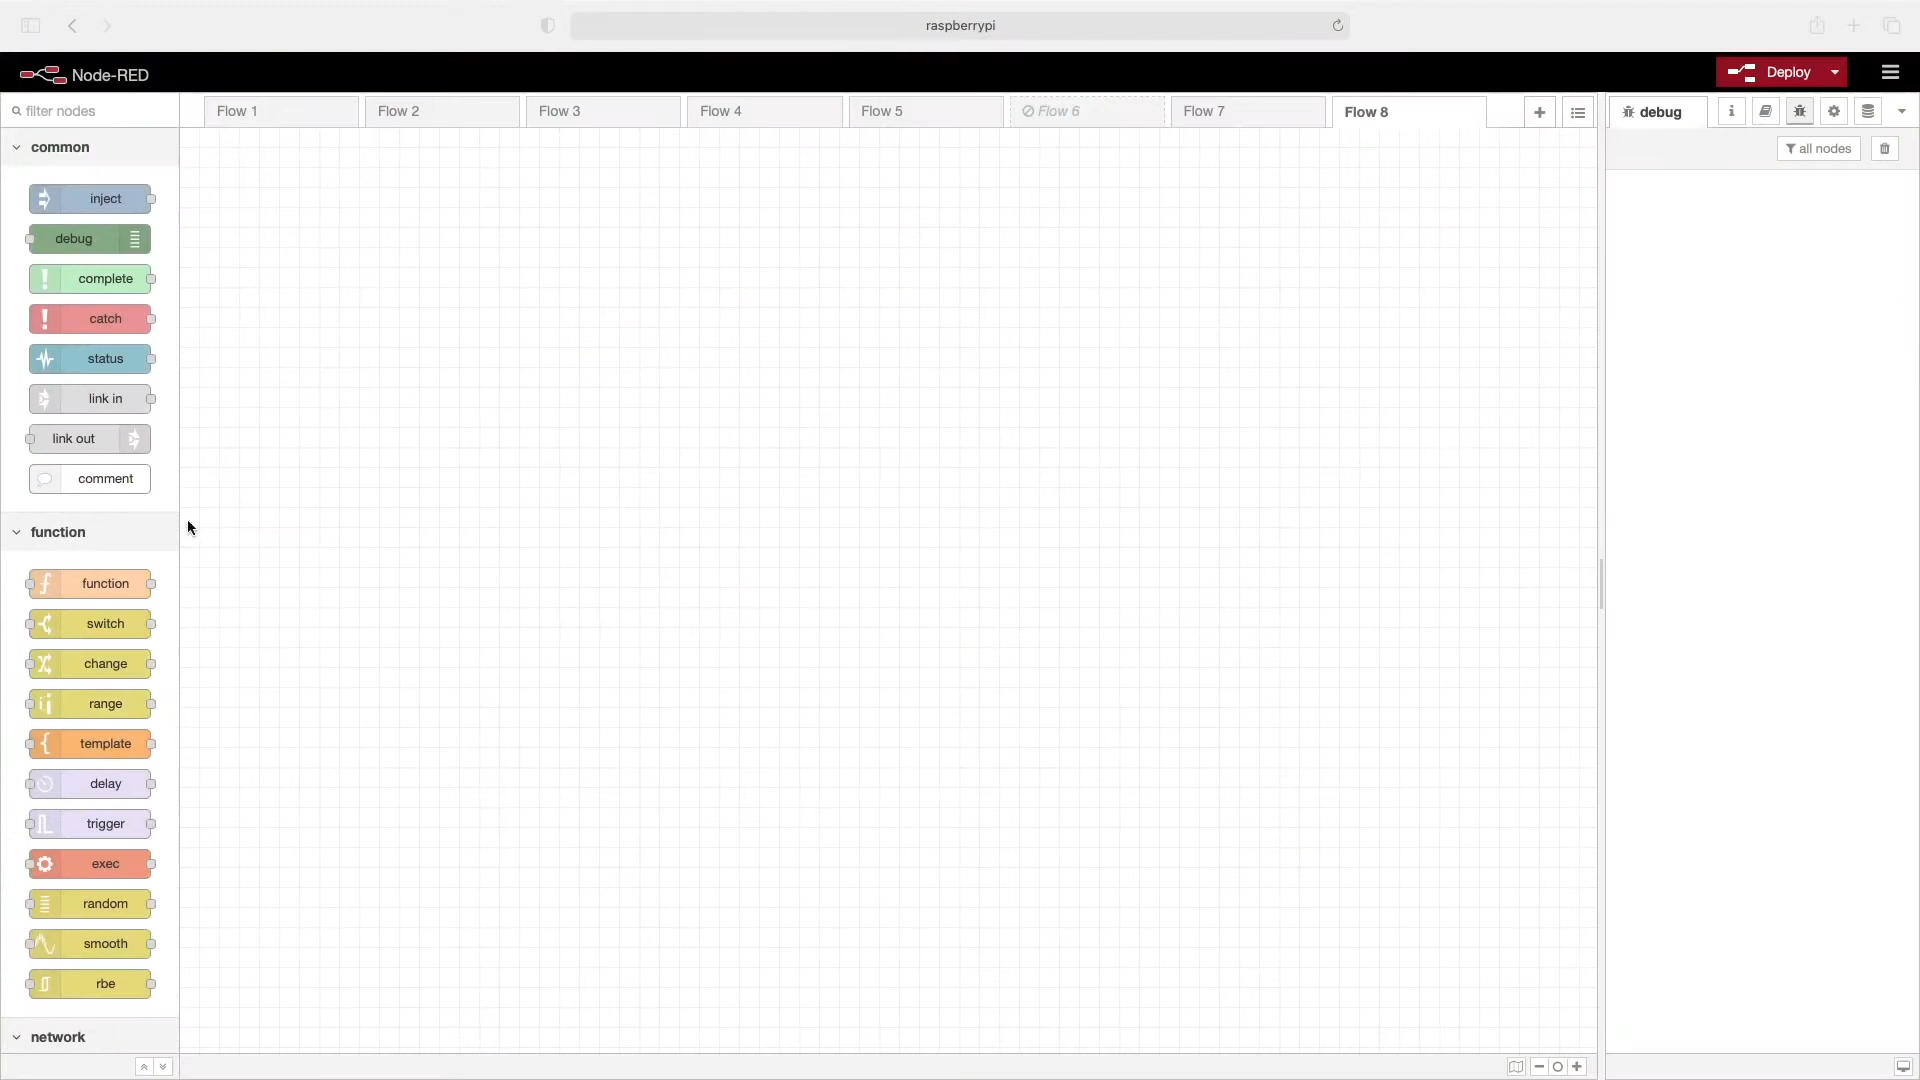 raspberrypi
Node-RED
Deploy
filter nodes
Flow 1
Flow 2
Flow 3
Flow 4
Flow 5
Flow 6
Flow 7
Flow 8
debug
all nodes
common
inject
debug
complete
catch
status
link in
link out
comment
function
function
switch
change
range
template
delay
trigger
exec
random
smooth
rbe
network